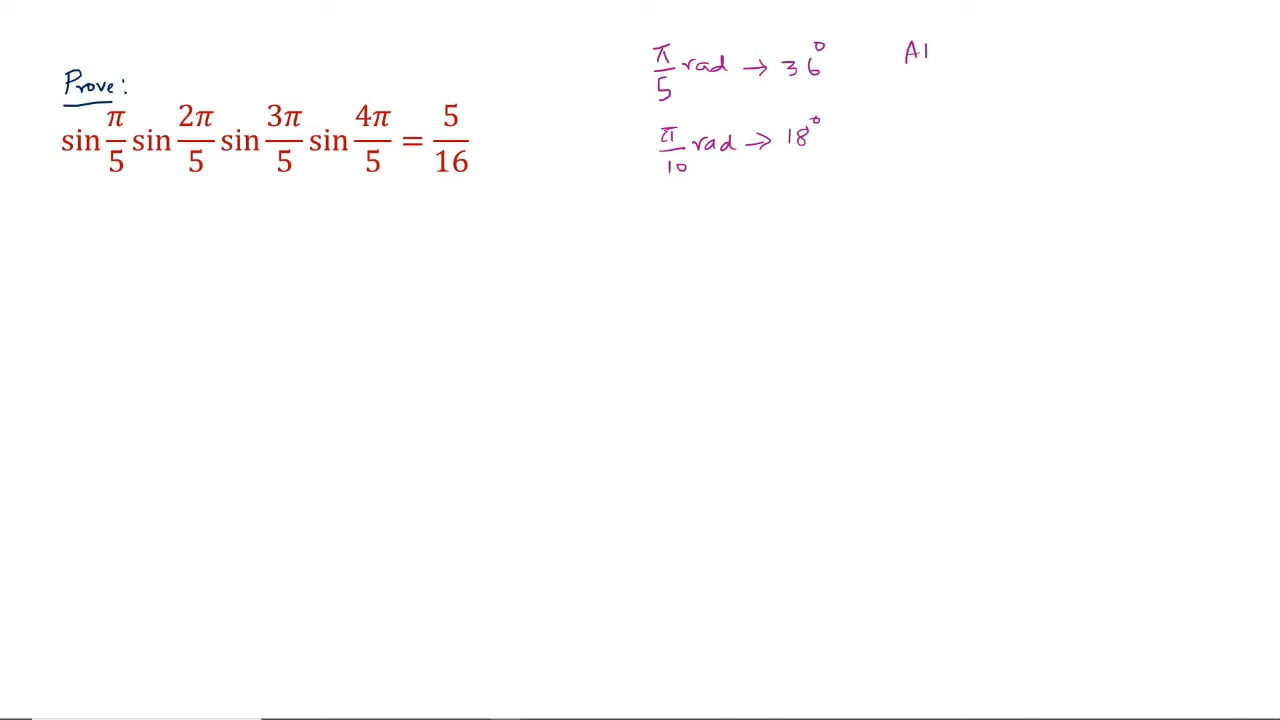 Prove:
sin π/5 sin 2π/5 sin 3π/5 sin 4π/5 = 5/16
π/5 rad → 36°
π/10 rad → 18°
Al